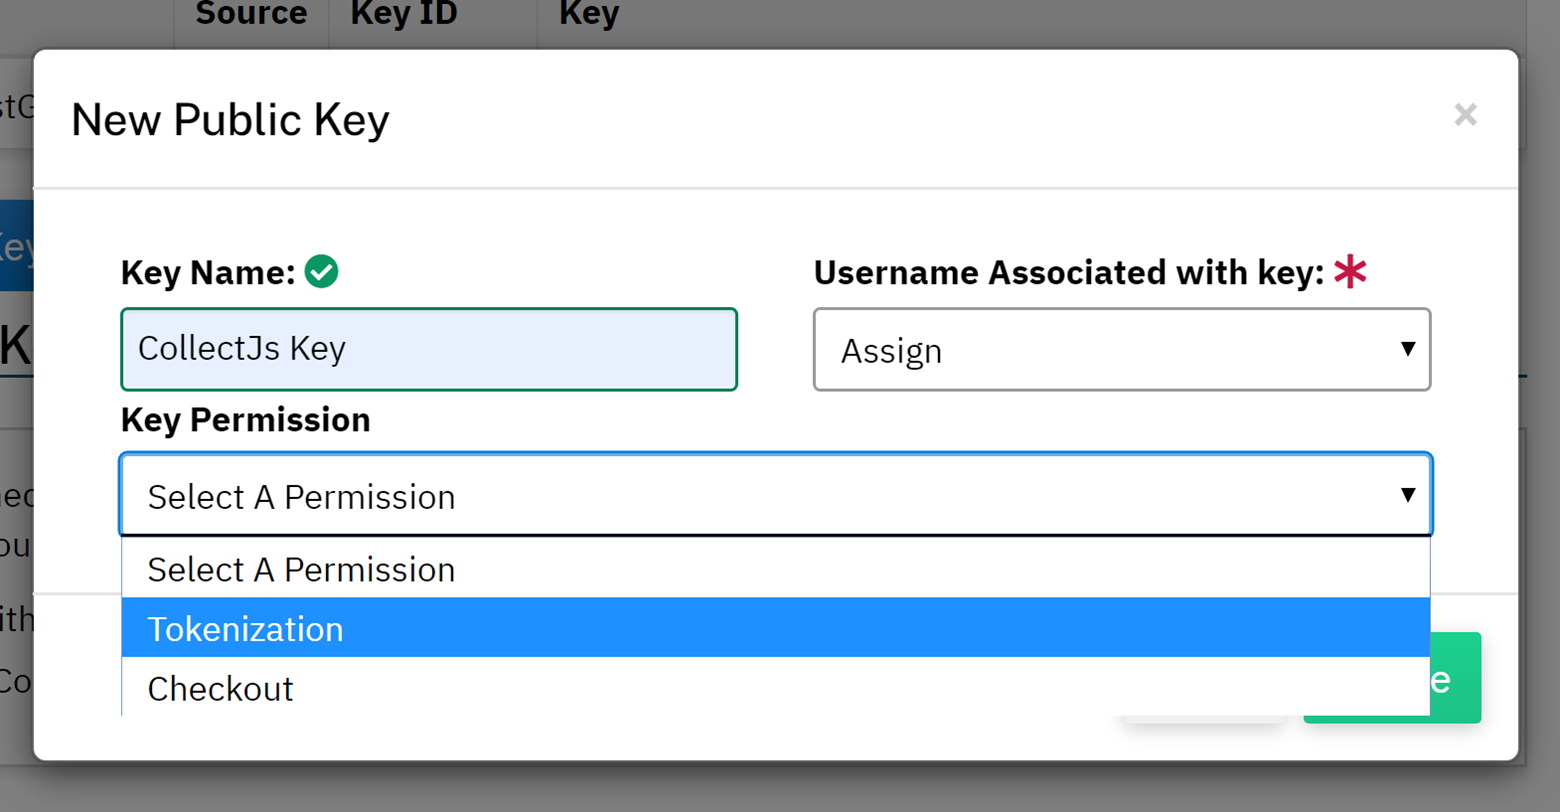 Source Key ID Key
New Public Key
×
Key Name:
Username Associated with key: *
CollectJs Key
Assign
Key Permission
Select A Permission
Select A Permission
Tokenization
Checkout